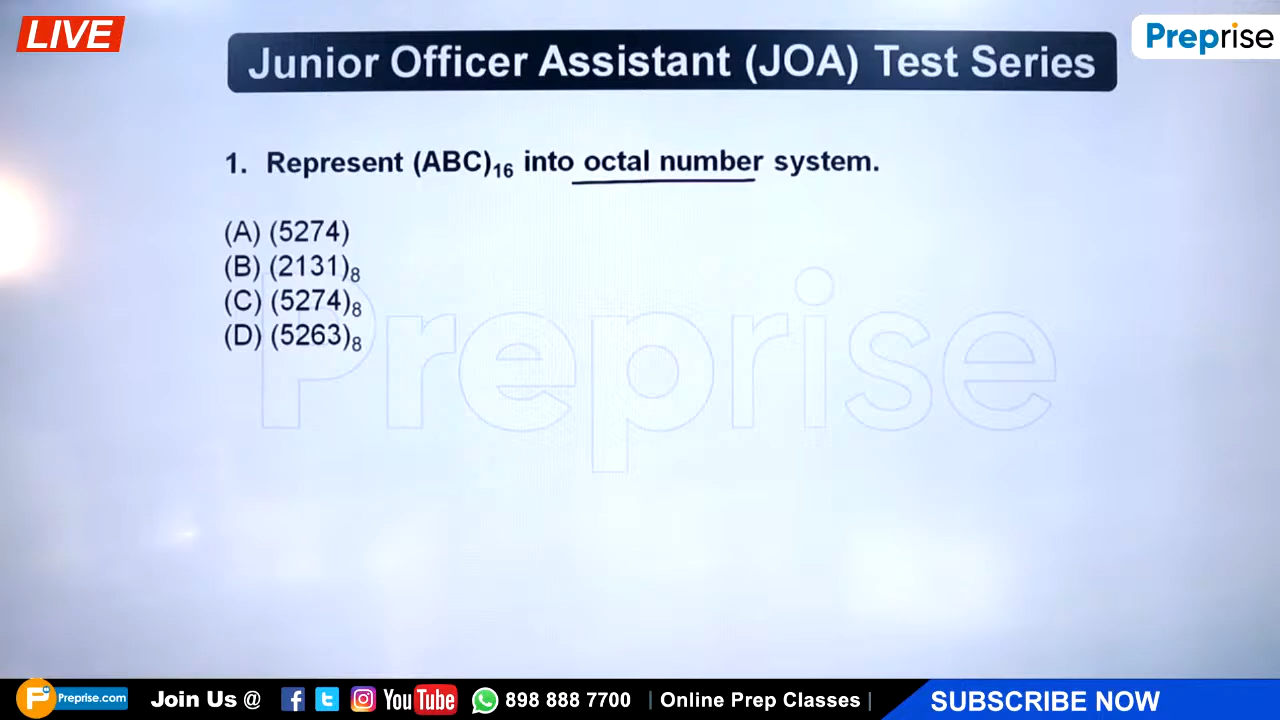 LIVE
Preprise
Junior Officer Assistant (JOA) Test Series
1. Represent (ABC)₁₆ into octal number system.
(A) (5274)
(B) (2131)₈
(C) (5274)₈
(D) (5263)₈
Preprise
Preprise.com Join Us @ YouTube 898 888 7700 | Online Prep Classes | SUBSCRIBE NOW